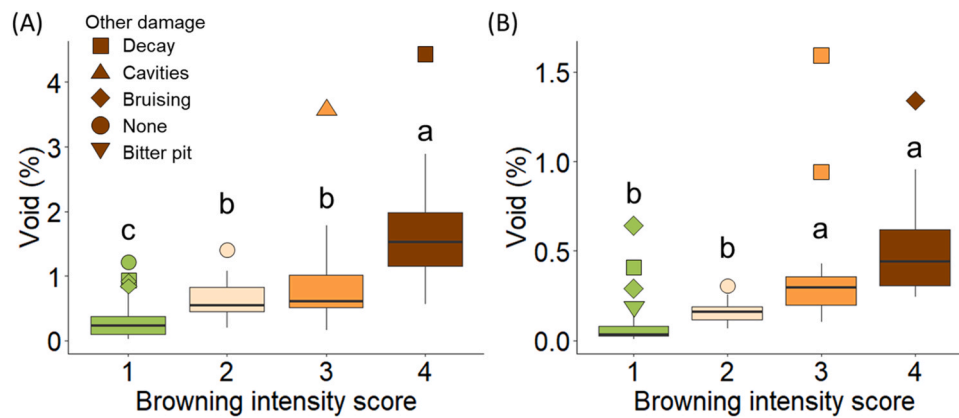 (A)
Other damage
Decay
Cavities
Bruising
None
Bitter pit
Void (%)
4
3
2
1
0
c
b
b
a
1 2 3 4
Browning intensity score
(B)
Void (%)
1.5
1.0
0.5
0.0
b
b
a
a
1 2 3 4
Browning intensity score